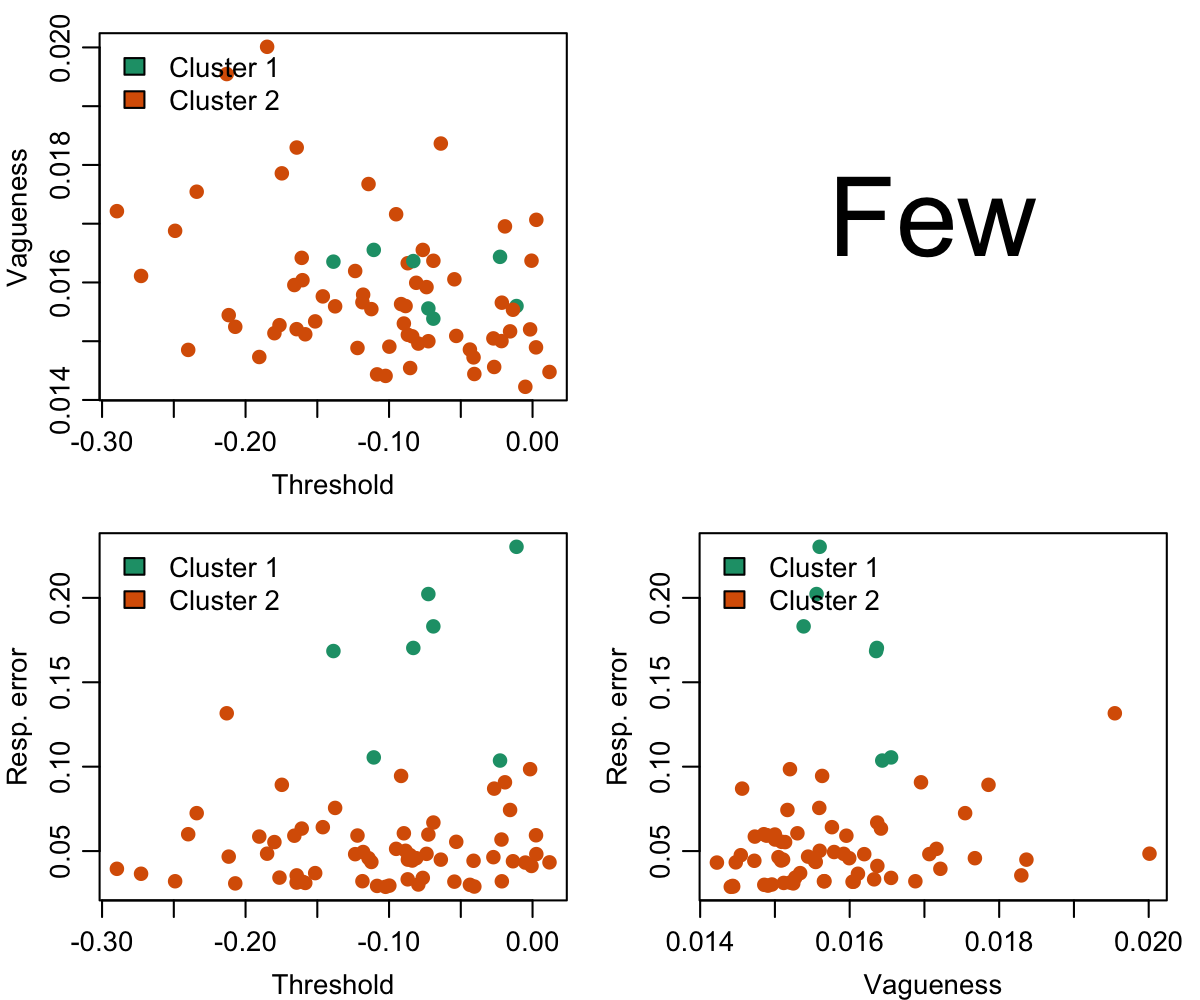 Vagueness
0.014
0.016
0.018
0.020
Cluster 1
Cluster 2
-0.30
-0.20
-0.10
0.00
Threshold
Few
Resp. error
0.05
0.10
0.15
0.20
Cluster 1
Cluster 2
-0.30
-0.20
-0.10
0.00
Threshold
Resp. error
0.05
0.10
0.15
0.20
Cluster 1
Cluster 2
0.014
0.016
0.018
0.020
Vagueness